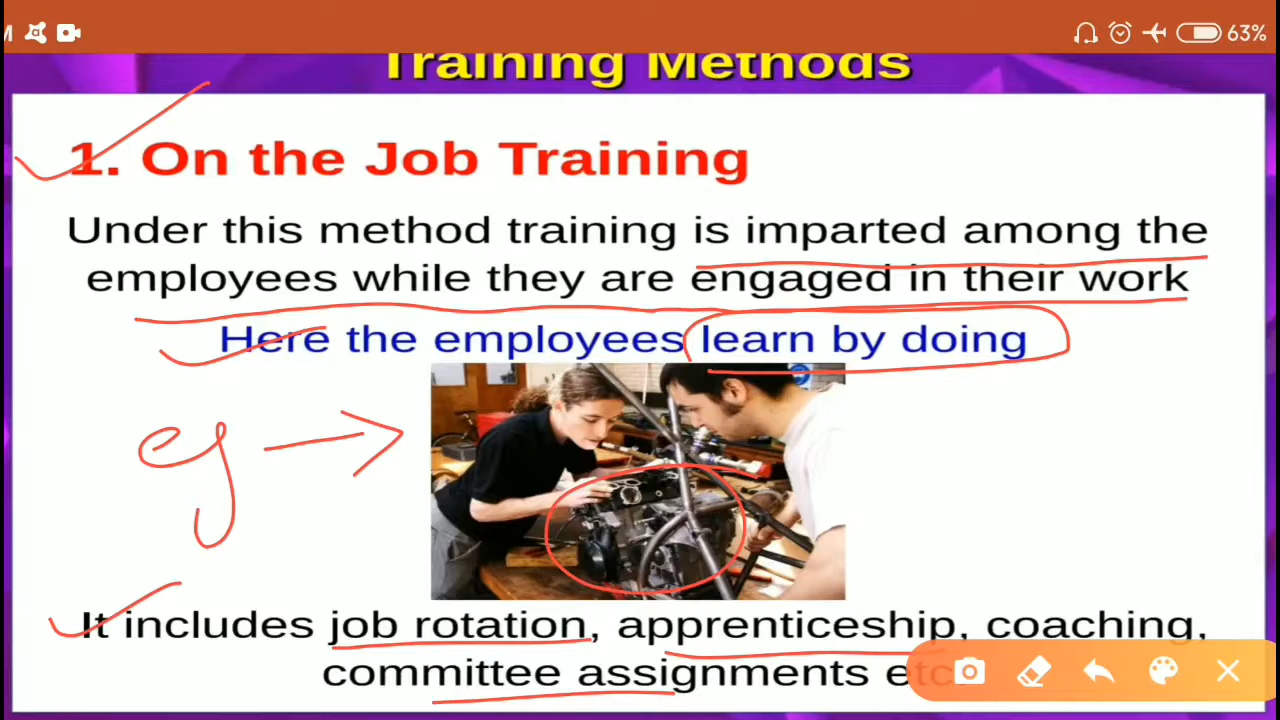 M 63%
Training Methods
1. On the Job Training
Under this method training is imparted among the
employees while they are engaged in their work
Here the employees learn by doing
eg →
It includes job rotation, apprenticeship, coaching,
committee assignments etc